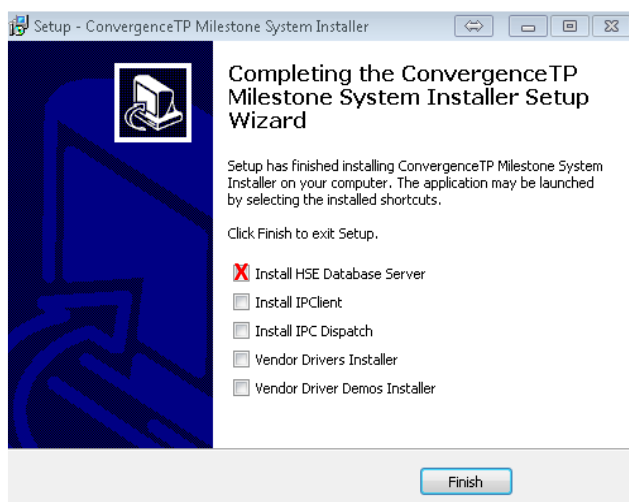 Setup - ConvergenceTP Milestone System Installer
Completing the ConvergenceTP
Milestone System Installer Setup
Wizard
Setup has finished installing ConvergenceTP Milestone System
Installer on your computer. The application may be launched
by selecting the installed shortcuts.
Click Finish to exit Setup.
X Install HSE Database Server
Install IPClient
Install IPC Dispatch
Vendor Drivers Installer
Vendor Driver Demos Installer
Finish